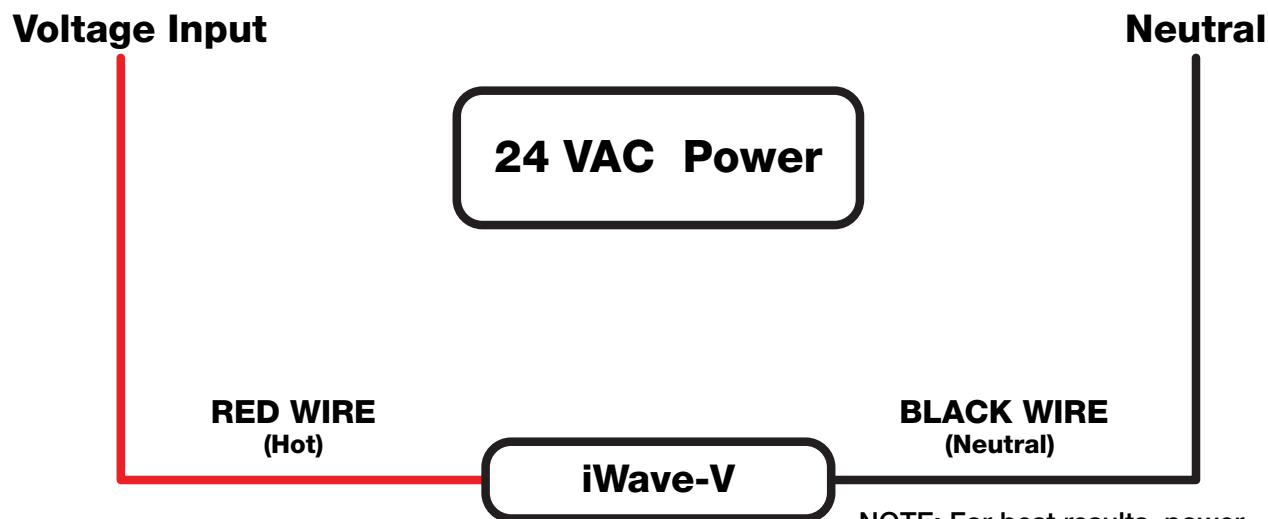 Voltage Input
Neutral
24 VAC Power
RED WIRE
(Hot)
BLACK WIRE
(Neutral)
iWave-V
NOTE: For best results, power